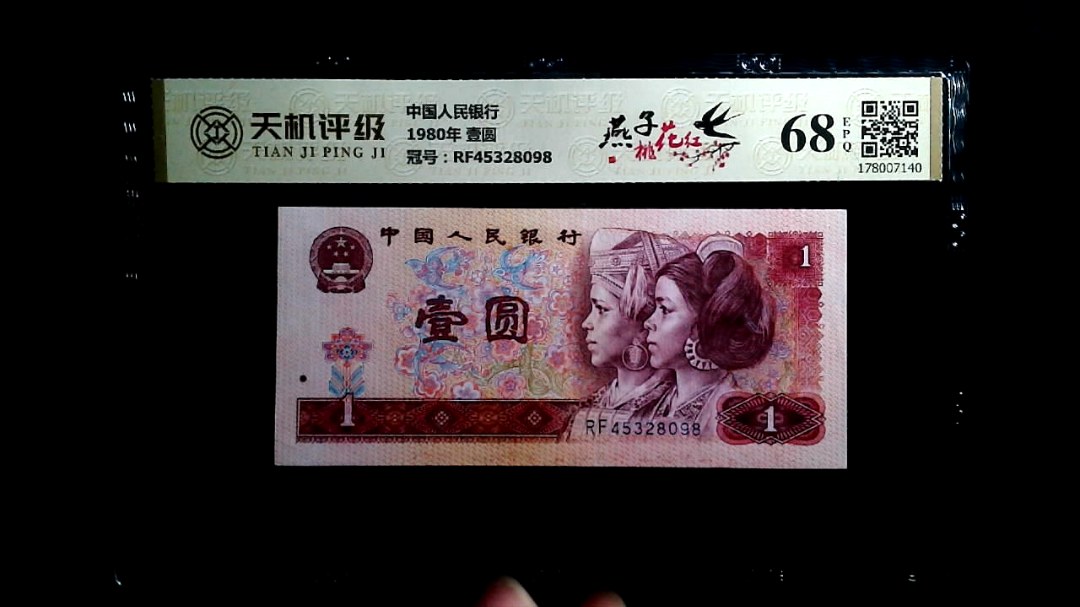 天机评级
TIAN JI PING JI
中国人民银行
1980年 壹圆
冠号：RF45328098
燕子
桃花红
68
EPQ
178007140
中国人民银行
1
壹圆
1
RF45328098
1